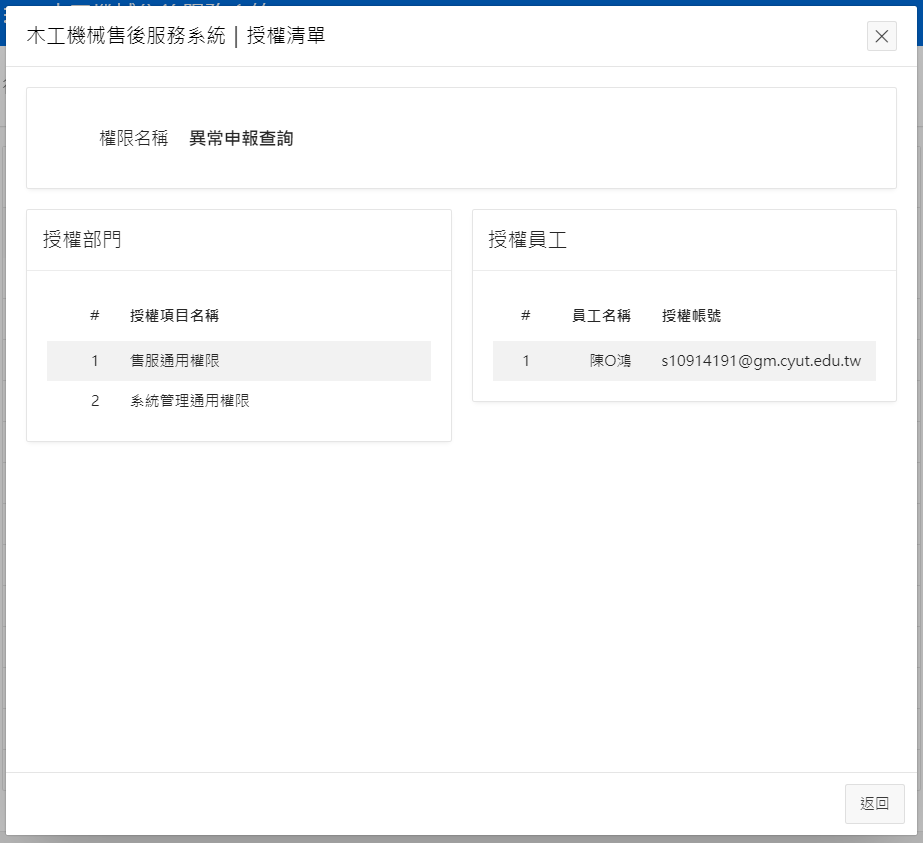 木工機械售後服務系統 | 授權清單
權限名稱 異常申報查詢
授權部門
# 授權項目名稱
1 售服通用權限
2 系統管理通用權限
授權員工
# 員工名稱 授權帳號
1 陳O鴻 s10914191@gm.cyut.edu.tw
返回